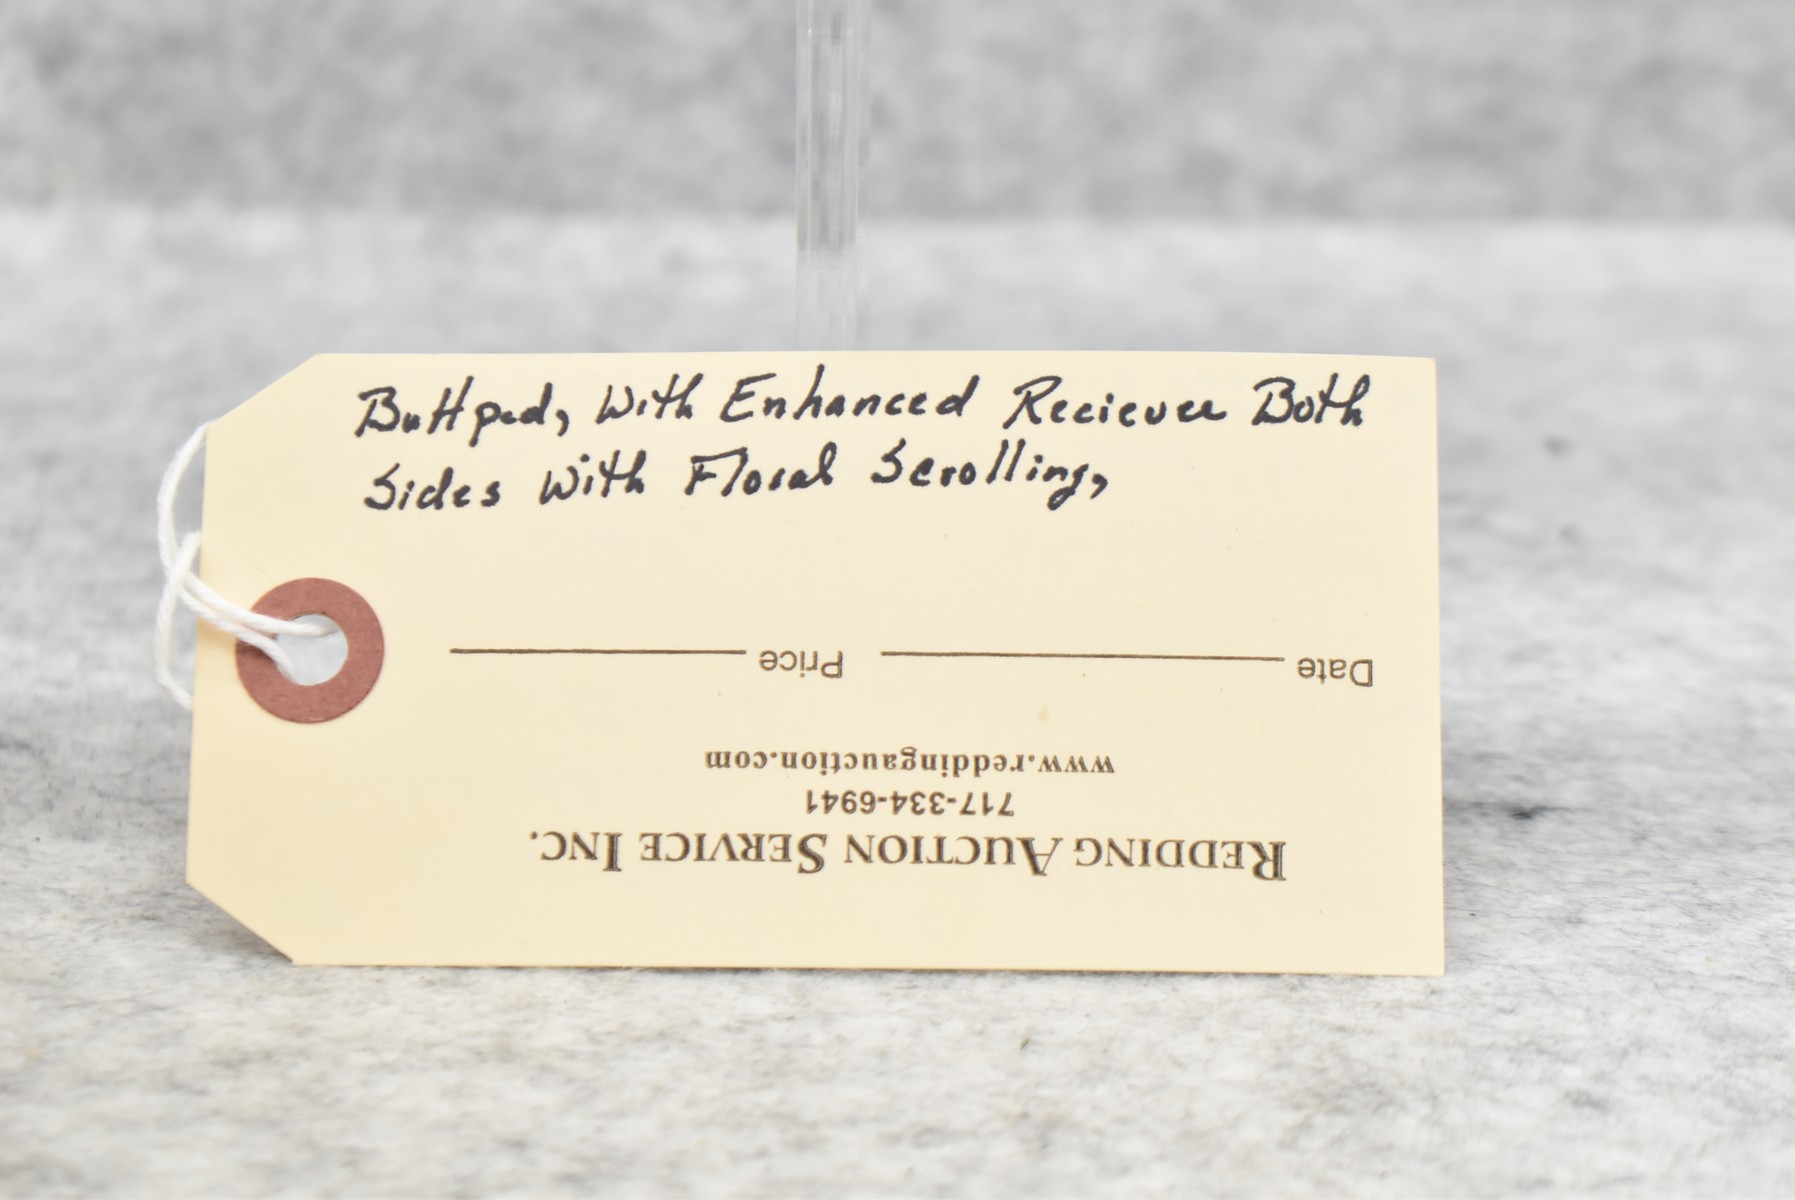 Buttpad, With Enhanced Reciever Both
Sides With Floral Scrolling,
REDDING AUCTION SERVICE INC.
717-334-6941
www.reddingauction.com
Date Price